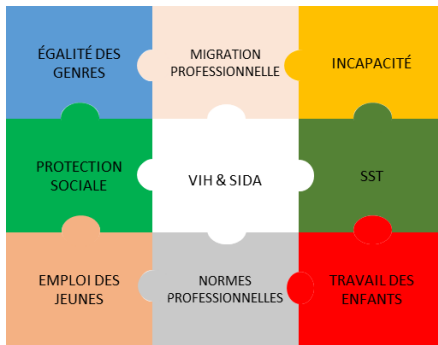 ÉGALITÉ DES
GENRES
MIGRATION
PROFESSIONNELLE
INCAPACITÉ
PROTECTION
SOCIALE
VIH & SIDA
SST
EMPLOI DES
JEUNES
NORMES
PROFESSIONNELLES
TRAVAIL DES
ENFANTS